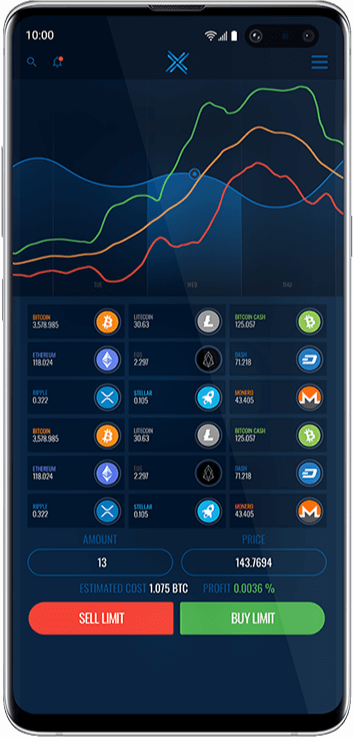 10:00
TUE WED THU
BITCOIN LITECOIN BITCOIN CASH
3,578.985 30.63 125.057
ETHEREUM EOS DASH
118.024 2.297 71.218
RIPPLE STELLAR MONERO
0.322 0.105 43.405
BITCOIN LITECOIN BITCOIN CASH
3,578.985 30.63 125.057
ETHEREUM EOS DASH
118.024 2.297 71.218
RIPPLE STELLAR MONERO
0.322 0.105 43.405
AMOUNT PRICE
13 143.7694
ESTIMATED COST 1.075 BTC PROFIT 0.0036 %
SELL LIMIT BUY LIMIT